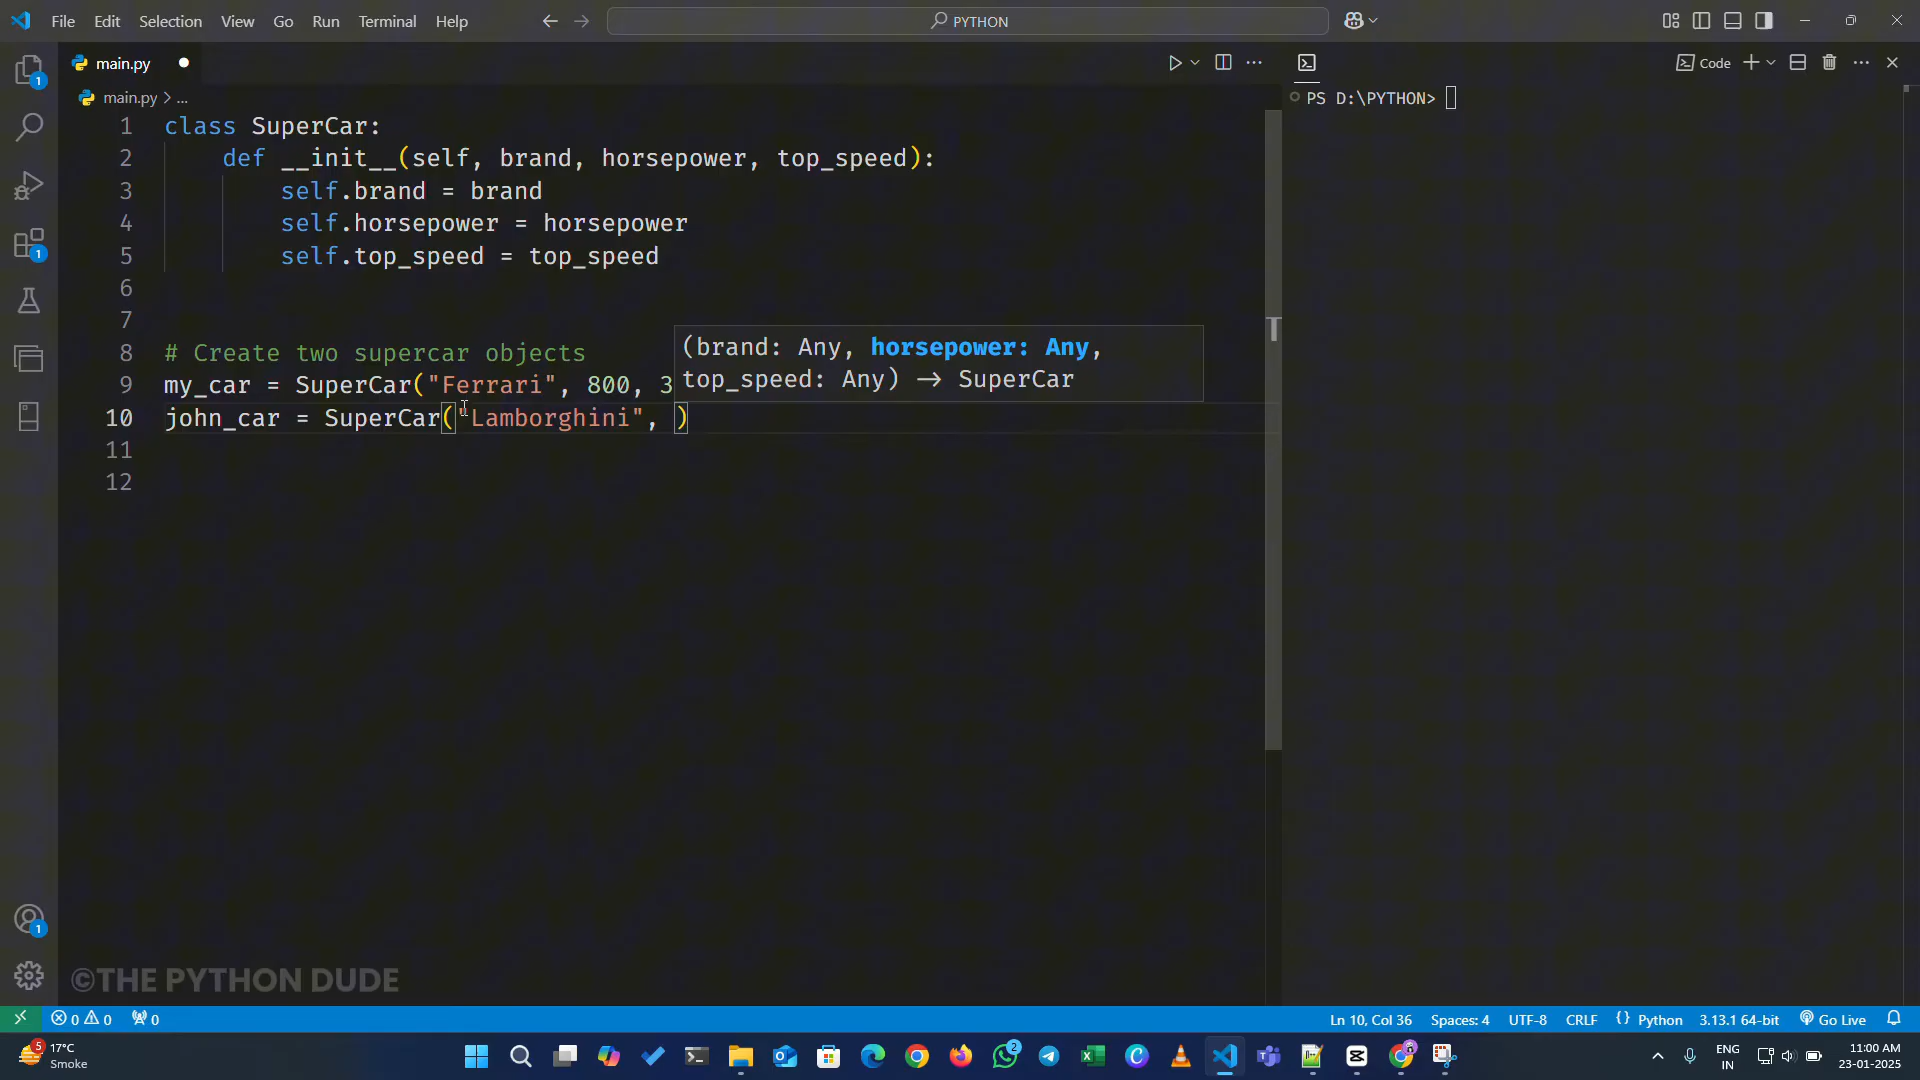 File Edit Selection View Go Run Terminal Help
PYTHON
main.py
Code
main.py > ...
PS D:\PYTHON>
1 class SuperCar:
2 def __init__(self, brand, horsepower, top_speed):
3 self.brand = brand
4 self.horsepower = horsepower
5 self.top_speed = top_speed
6
7
(brand: Any, horsepower: Any,
top_speed: Any) -> SuperCar
8 # Create two supercar objects
9 my_car = SuperCar("Ferrari", 800, 3
10 john_car = SuperCar("Lamborghini", )
11
12
1
1
1
©THE PYTHON DUDE
0 0 0
Ln 10, Col 36 Spaces: 4 UTF-8 CRLF {} Python 3.13.1 64-bit Go Live
5
17°C
Smoke
2
ENG
IN
11:00 AM
23-01-2025